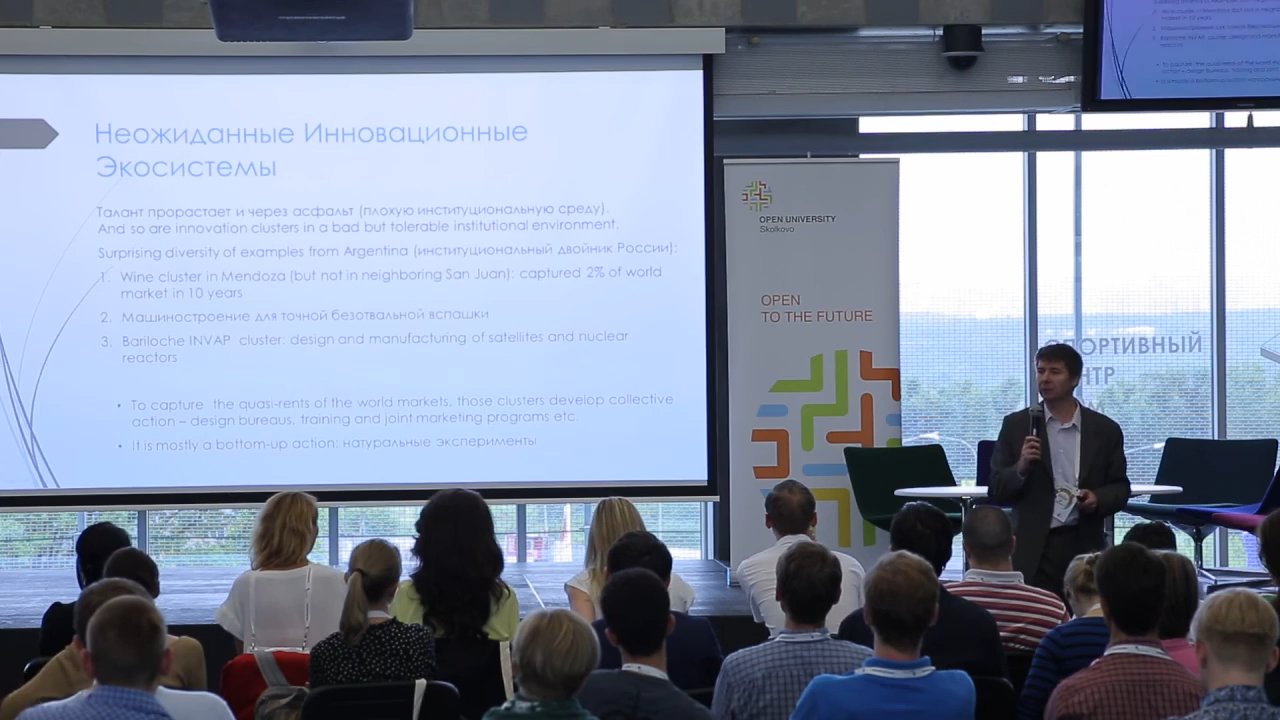 Неожиданные Инновационные
Экосистемы
Талант прорастает и через асфальт (плохую институциональную среду).
And so are innovation clusters in a bad but tolerable institutional environment.
Surprising diversity of examples from Argentina (институциональный двойник России):
1. Wine cluster in Mendoza (but not in neighboring San Juan): captured 2% of world
market in 10 years
2. Машиностроение для точной безотвальной вспашки
3. Bariloche INVAP cluster: design and manufacturing of satellites and nuclear
reactors
• To capture the quasi-rents of the world markets, these clusters develop collective
action – design bureaus, training and joint marketing programs etc.
• It is mostly a bottom-up action: натуральные эксперименты
OPEN UNIVERSITY
Skolkovo
OPEN
TO THE FUTURE
СПОРТИВНЫЙ
ЦЕНТР